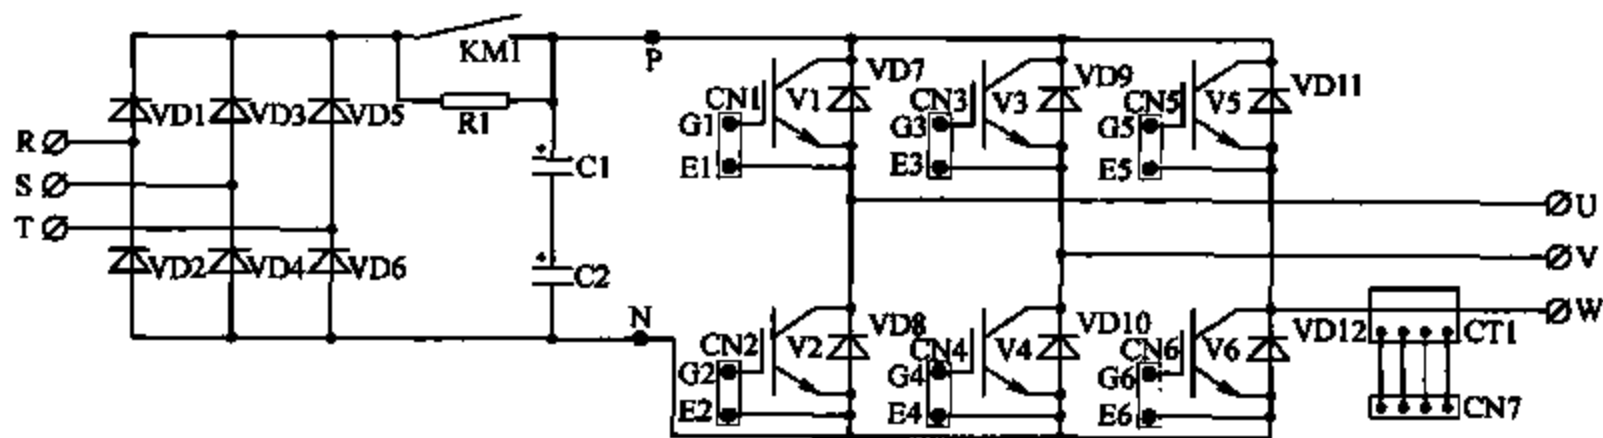 KM1
P
R1
VD1 VD3 VD5
R
S
T
VD2 VD4 VD6
C1
C2
N
CN1 V1 VD7
G1
E1
CN3 V3 VD9
G3
E3
CN5 V5 VD11
G5
E5
U
V
W
CN2 V2 VD8
G2
E2
CN4 V4 VD10
G4
E4
CN6 V6 VD12
G6
E6
CT1
CN7